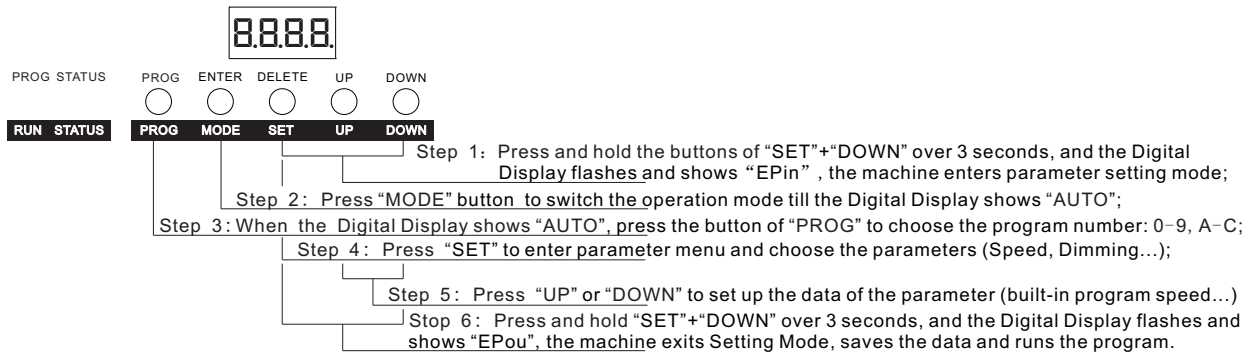 8.8.8.8.
PROG STATUS PROG ENTER DELETE UP DOWN
RUN STATUS PROG MODE SET UP DOWN
Step 1: Press and hold the buttons of “SET”+“DOWN” over 3 seconds, and the Digital
Display flashes and shows “EPin”, the machine enters parameter setting mode;
Step 2: Press “MODE” button to switch the operation mode till the Digital Display shows “AUTO”;
Step 3: When the Digital Display shows “AUTO”, press the button of “PROG” to choose the program number: 0-9, A-C;
Step 4: Press “SET” to enter parameter menu and choose the parameters (Speed, Dimming...);
Step 5: Press “UP” or “DOWN” to set up the data of the parameter (built-in program speed...)
Stop 6: Press and hold “SET”+“DOWN” over 3 seconds, and the Digital Display flashes and
shows “EPou”, the machine exits Setting Mode, saves the data and runs the program.